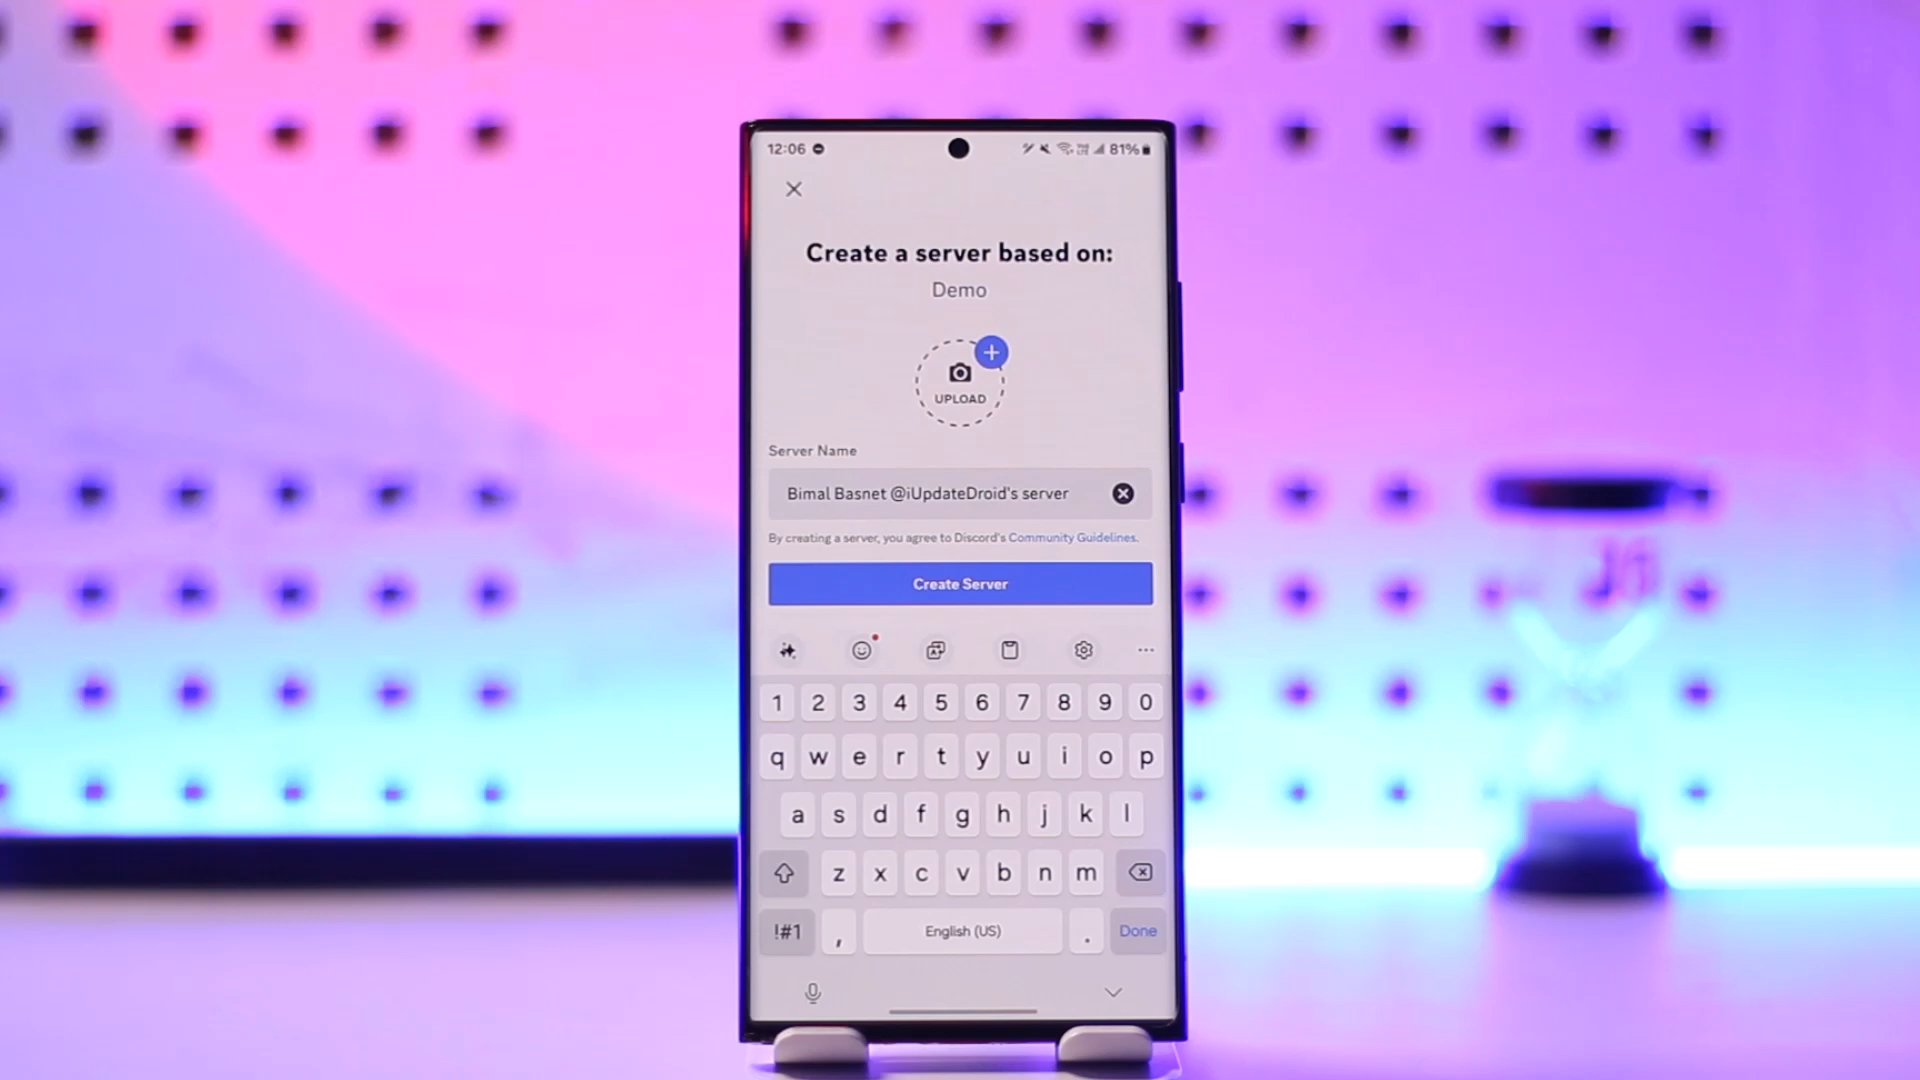 12:06 81%
Create a server based on:
Demo
UPLOAD
Server Name
Bimal Basnet @iUpdateDroid's server
By creating a server, you agree to Discord's Community Guidelines.
Create Server
1 2 3 4 5 6 7 8 9 0
q w e r t y u i o p
a s d f g h j k l
z x c v b n m
!#1 , English (US) . Done